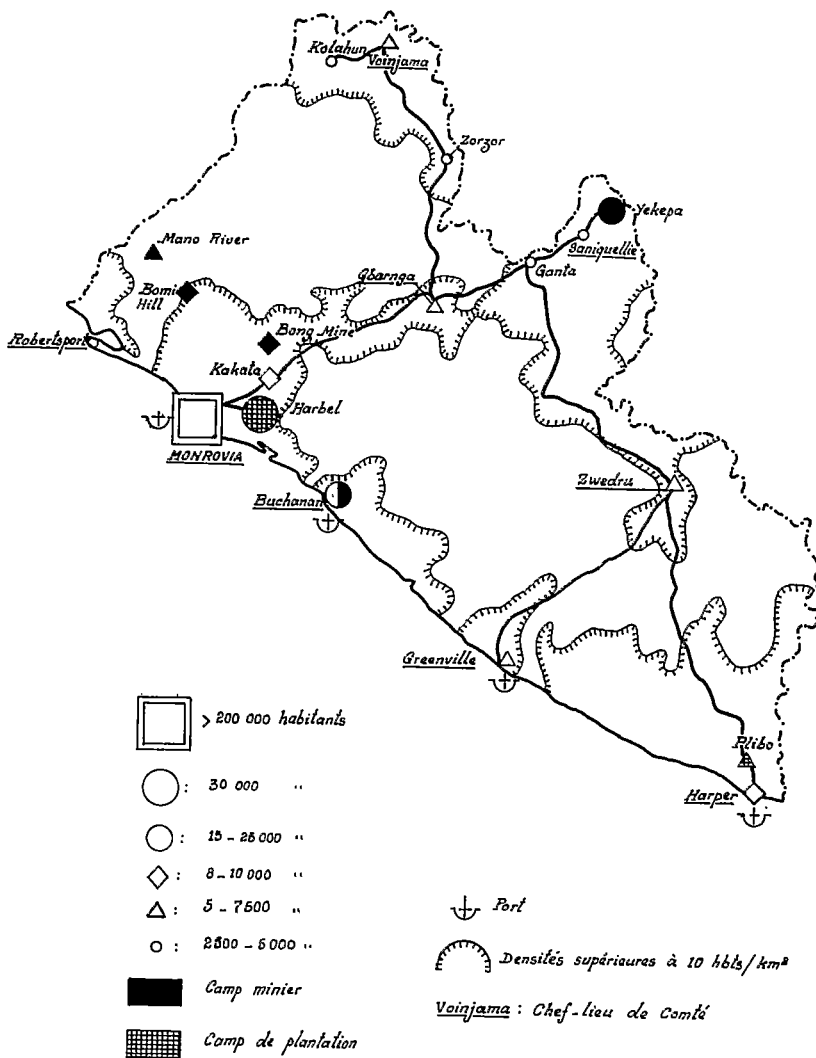 Kolahun
Voinjama
Zorzor
Yekepa
Saniquellie
Ganta
Mano River
Gbarnga
Bomi
Hill
Bong Mine
Robertsport
Kakata
Harbel
MONROVIA
Zwedru
Buchanan
Greenville
Plibo
Harper
> 200 000 habitants
: 30 000 "
: 15 - 25 000 "
: 8 - 10 000 "
: 5 - 7500 "
: 2500 - 5000 "
Camp minier
Camp de plantation
Port
Densités supérieures à 10 hbts/km²
Voinjama : Chef-lieu de Comté